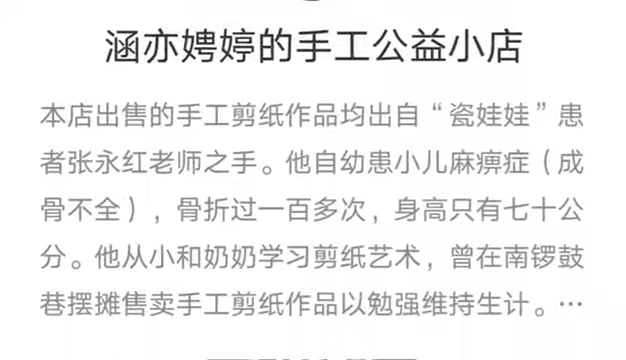 涵亦娉婷的手工公益小店
本店出售的手工剪纸作品均出自“瓷娃娃”患
者张永红老师之手。他自幼患小儿麻痹症（成
骨不全），骨折过一百多次，身高只有七十公
分。他从小和奶奶学习剪纸艺术，曾在南锣鼓
巷摆摊售卖手工剪纸作品以勉强维持生计。…